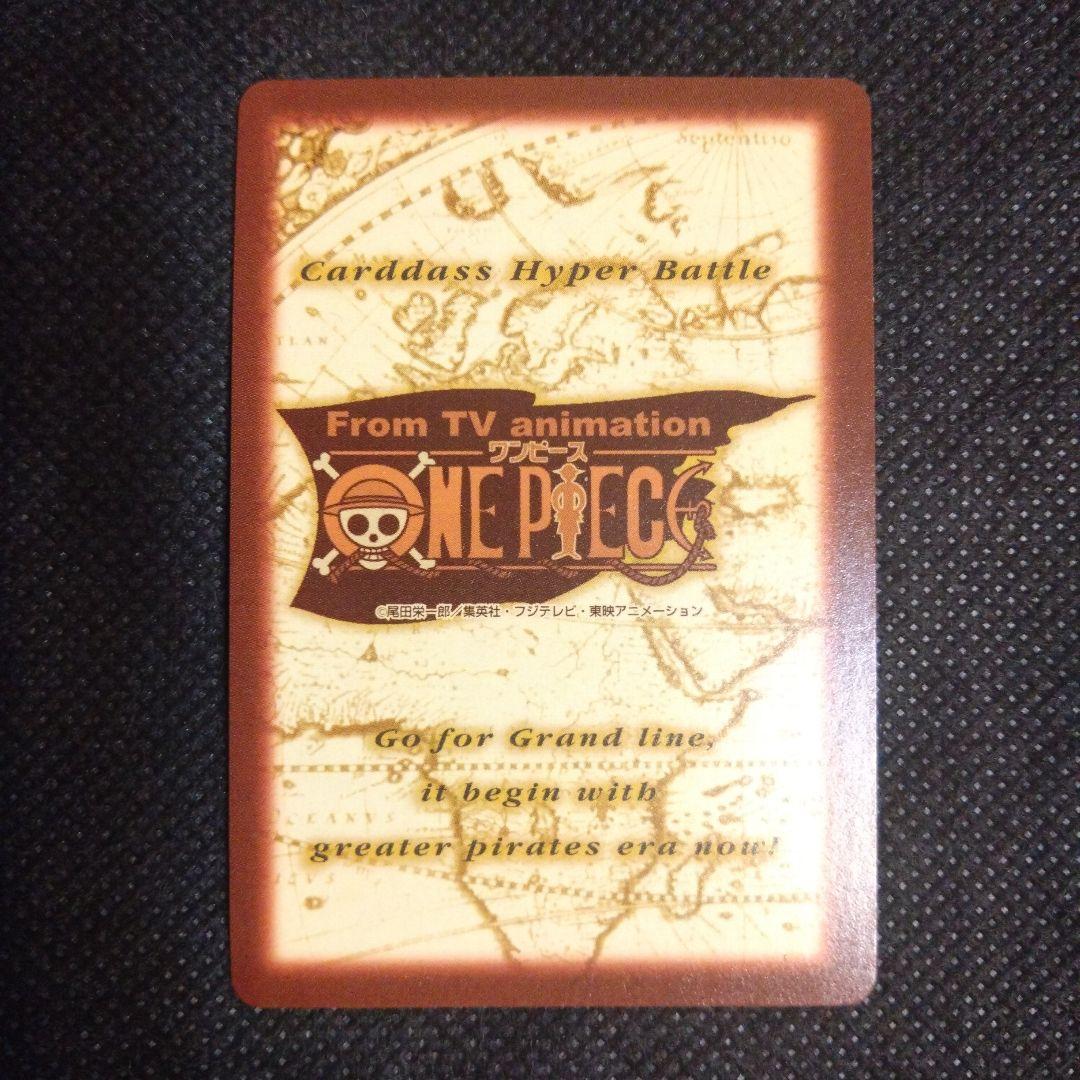 Septentrio
Carddass Hyper Battle
TLAN
From TV animation
ワンピース
ONE PIECE
©尾田栄一郎／集英社・フジテレビ・東映アニメーション
Go for Grand line,
it begin with
CEANVS
greater pirates era now!